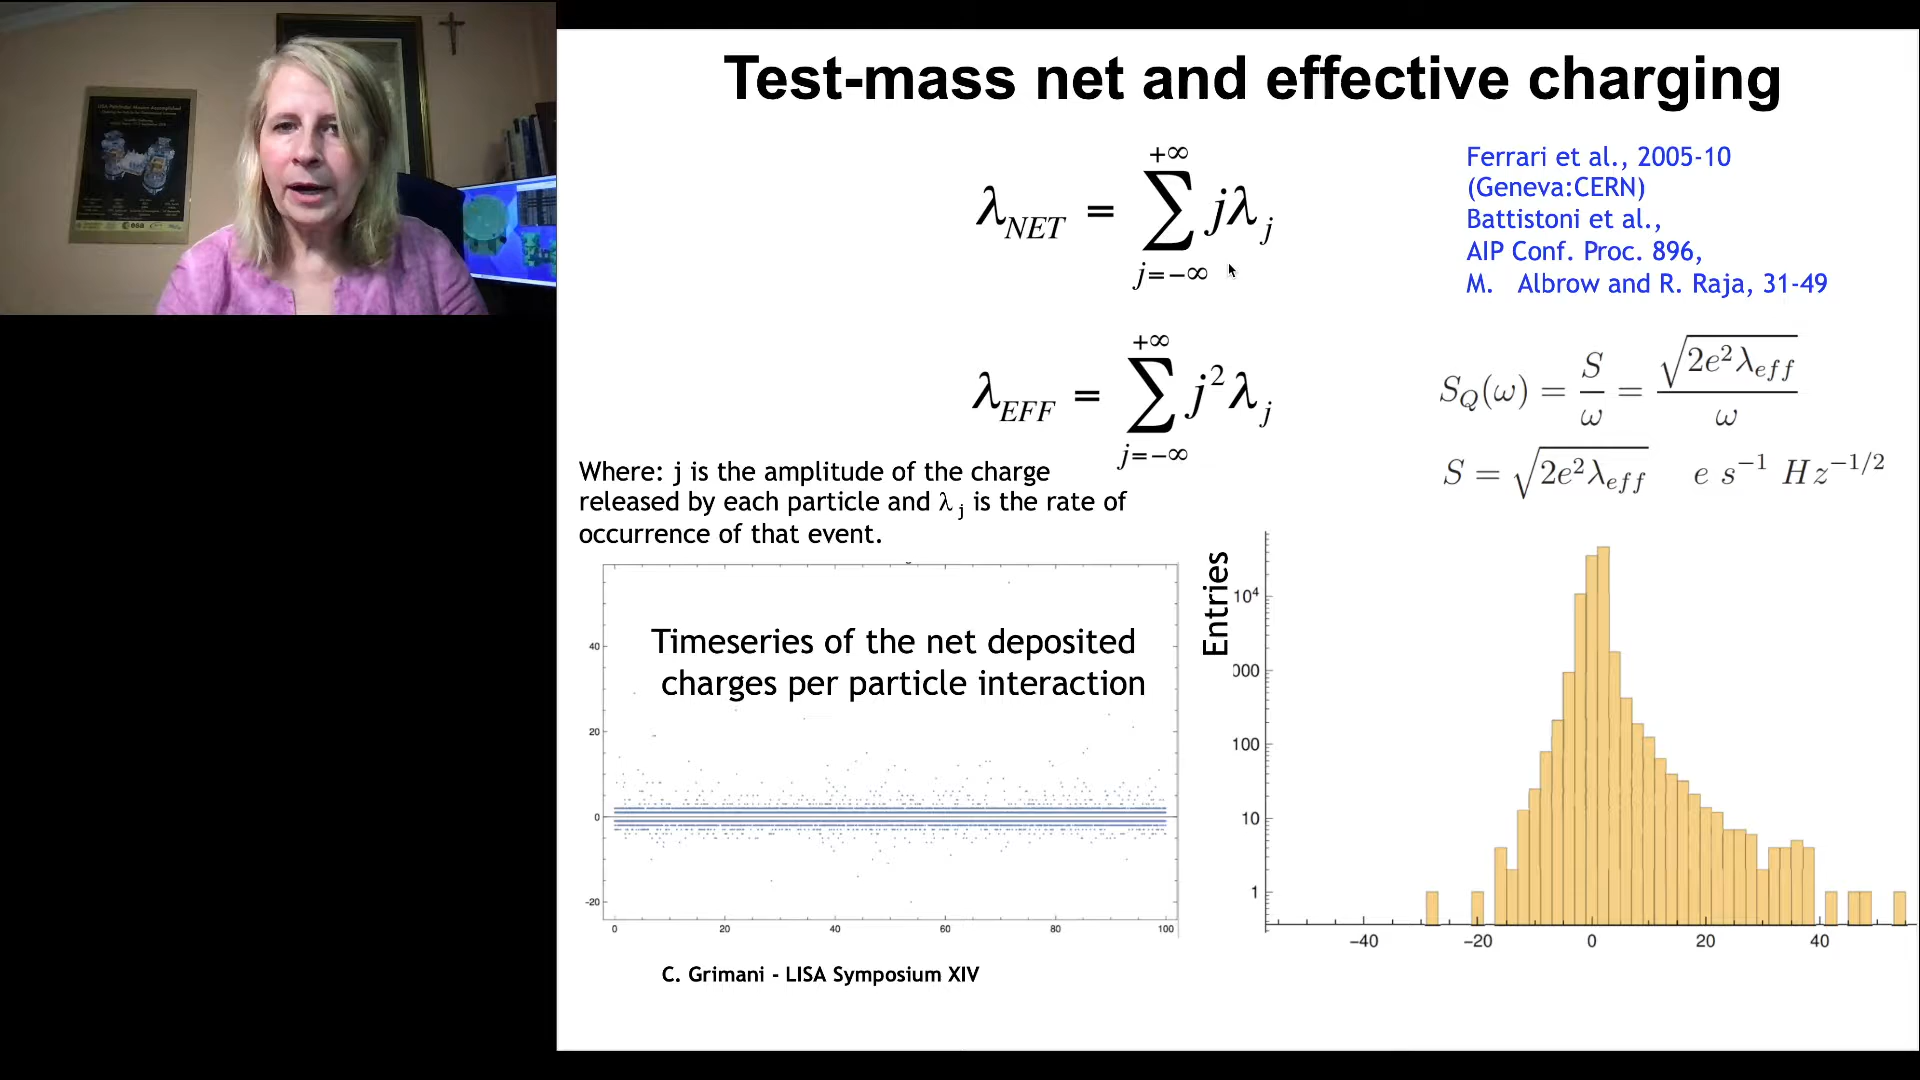 Test-mass net and effective charging
λ_NET = Σ_{j=−∞}^{+∞} jλ_j
Ferrari et al., 2005-10
(Geneva:CERN)
Battistoni et al.,
AIP Conf. Proc. 896,
M. Albrow and R. Raja, 31-49
λ_EFF = Σ_{j=−∞}^{+∞} j²λ_j
S_Q(ω) = S/ω = √(2e²λ_eff)/ω
S = √(2e²λ_eff) e s⁻¹ Hz^(−1/2)
Where: j is the amplitude of the charge
released by each particle and λ j is the rate of
occurrence of that event.
Timeseries of the net deposited
charges per particle interaction
40
20
0
-20
0 20 40 60 80 100
Entries
10⁴
000
100
10
1
−40 −20 0 20 40
C. Grimani - LISA Symposium XIV
esa